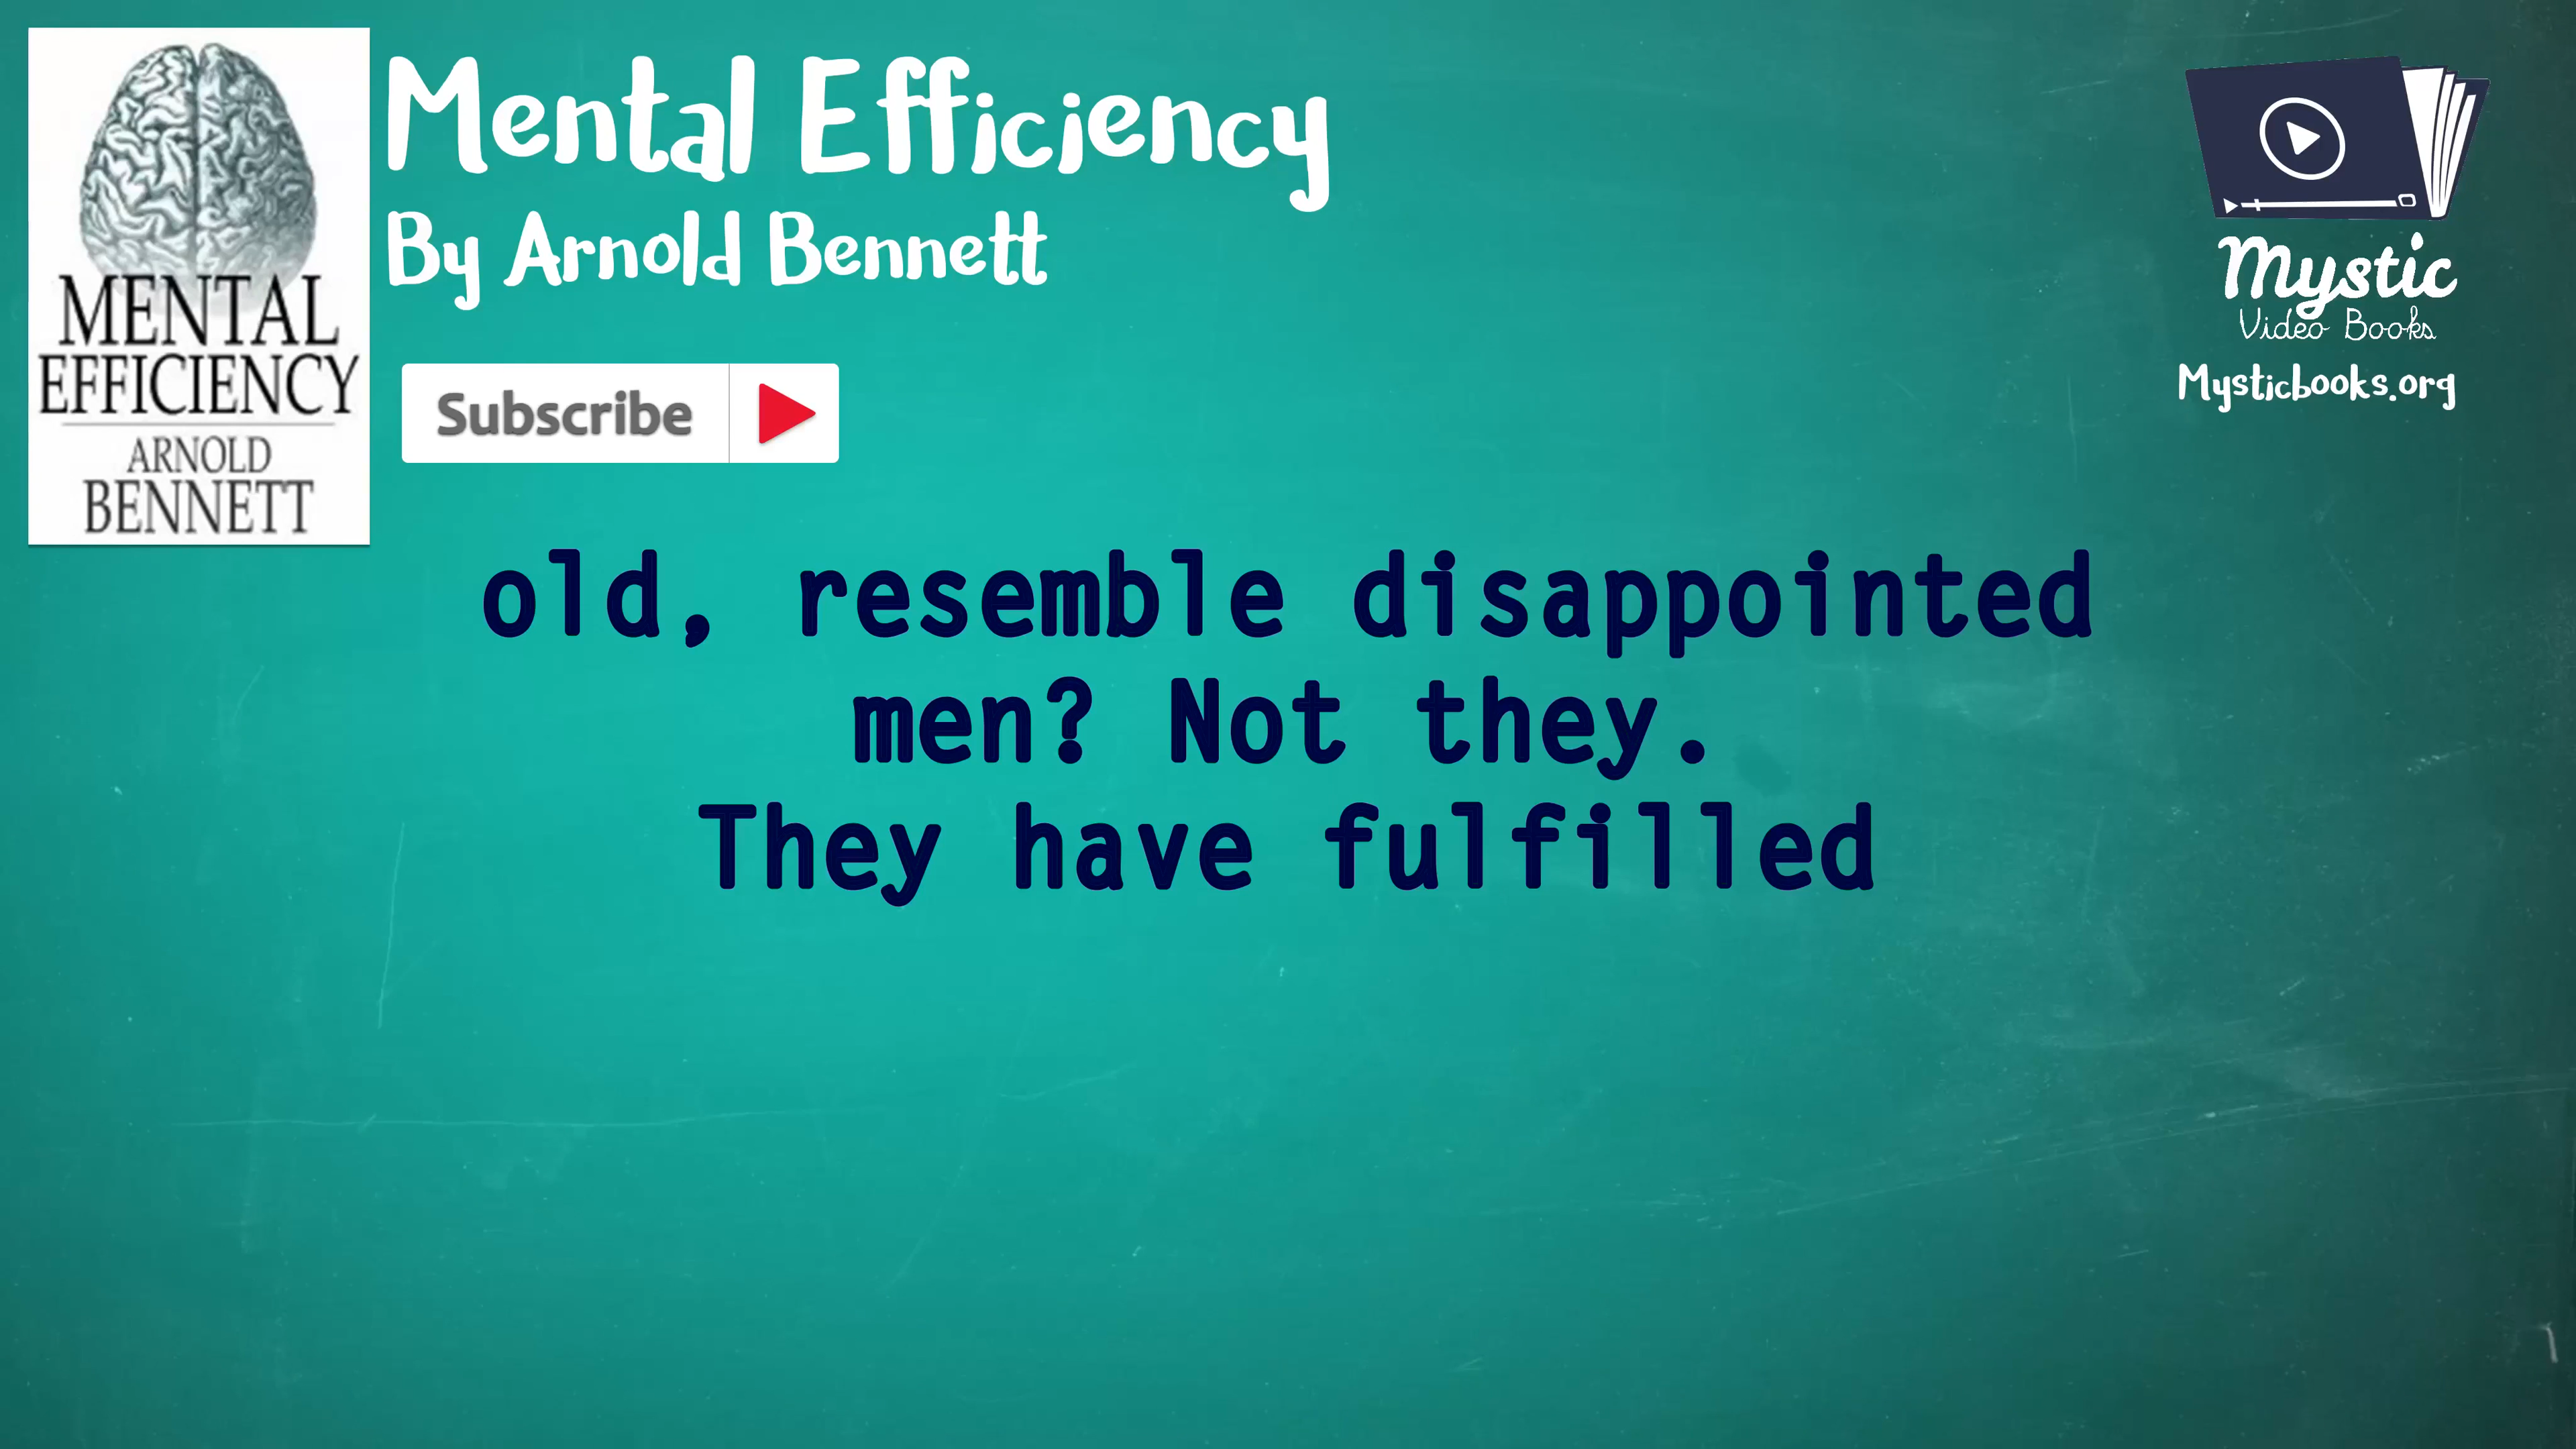 MENTAL
EFFICIENCY
ARNOLD
BENNETT
Mental Efficiency
By Arnold Bennett
Subscribe
Mystic
Video Books
Mysticbooks.org
old, resemble disappointed
men? Not they.
They have fulfilled